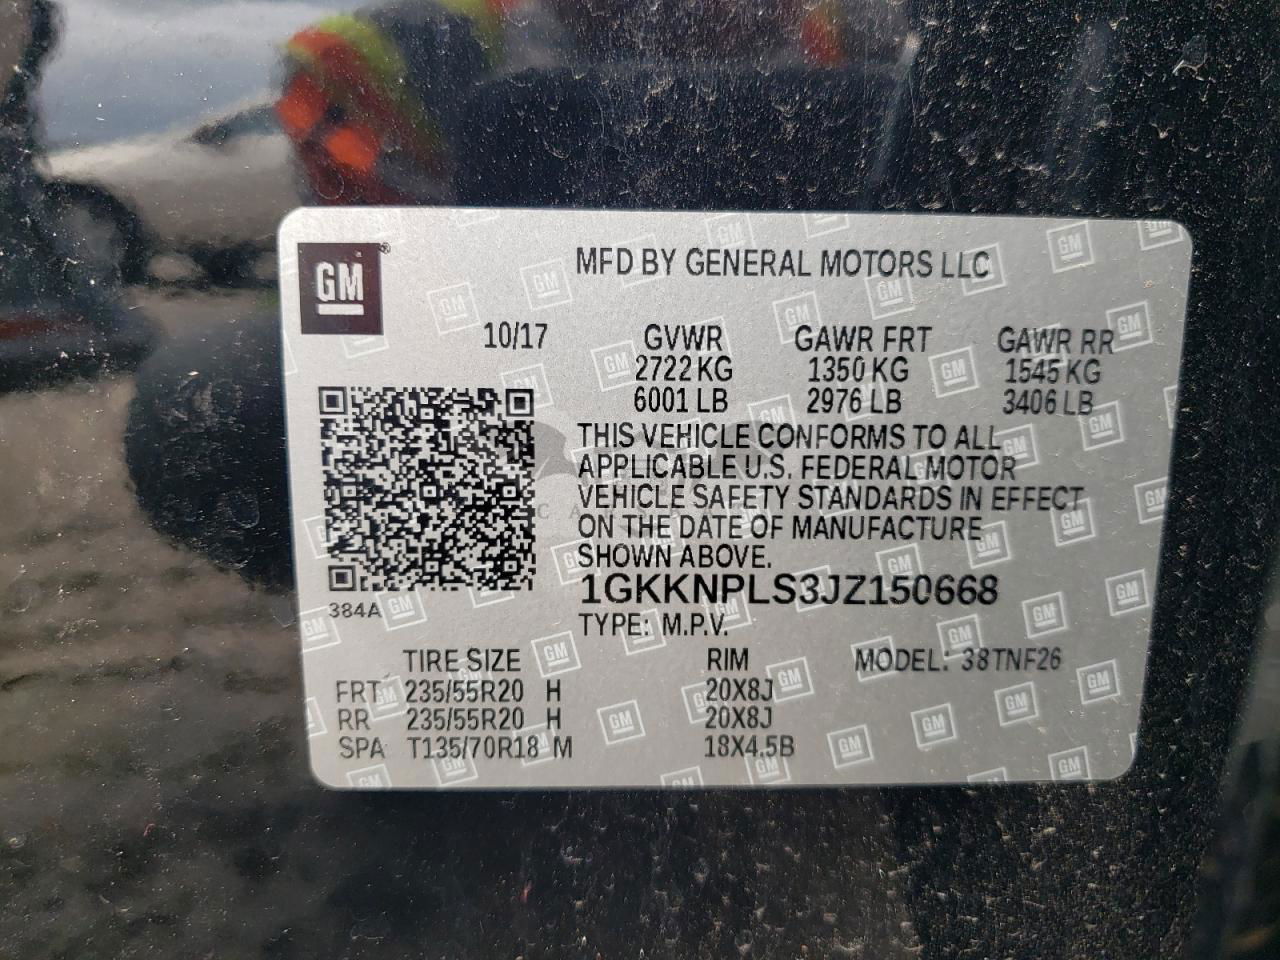 GM®
MFD BY GENERAL MOTORS LLC
10/17 GVWR GAWR FRT GAWR RR
2722 KG 1350 KG 1545 KG
6001 LB 2976 LB 3406 LB
THIS VEHICLE CONFORMS TO ALL
APPLICABLE U.S. FEDERAL MOTOR
VEHICLE SAFETY STANDARDS IN EFFECT
ON THE DATE OF MANUFACTURE
SHOWN ABOVE.
1GKKNPLS3JZ150668
384A
TYPE: M.P.V.
TIRE SIZE RIM MODEL: 38TNF26
FRT 235/55R20 H 20X8J
RR 235/55R20 H 20X8J
SPA T135/70R18 M 18X4.5B